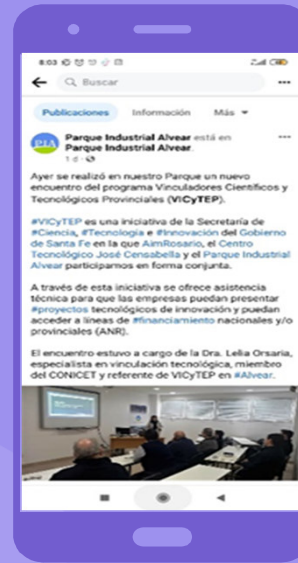 8:03
Buscar
Publicaciones Información Más
PIA
Parque Industrial Alvear está en
Parque Industrial Alvear.
1 d
Ayer se realizó en nuestro Parque un nuevo
encuentro del programa Vinculadores Científicos y
Tecnológicos Provinciales (VICyTEP).
#VICyTEP es una iniciativa de la Secretaría de
#Ciencia, #Tecnología e #Innovación del Gobierno
de Santa Fe en la que AimRosario, el Centro
Tecnológico José Censabella y el Parque Industrial
Alvear participamos en forma conjunta.
A través de esta iniciativa se ofrece asistencia
técnica para que las empresas puedan presentar
#proyectos tecnológicos de innovación y puedan
acceder a líneas de #financiamiento nacionales y/o
provinciales (ANR).
El encuentro estuvo a cargo de la Dra. Lelia Orsaria,
especialista en vinculación tecnológica, miembro
del CONICET y referente de VICyTEP en #Alvear.